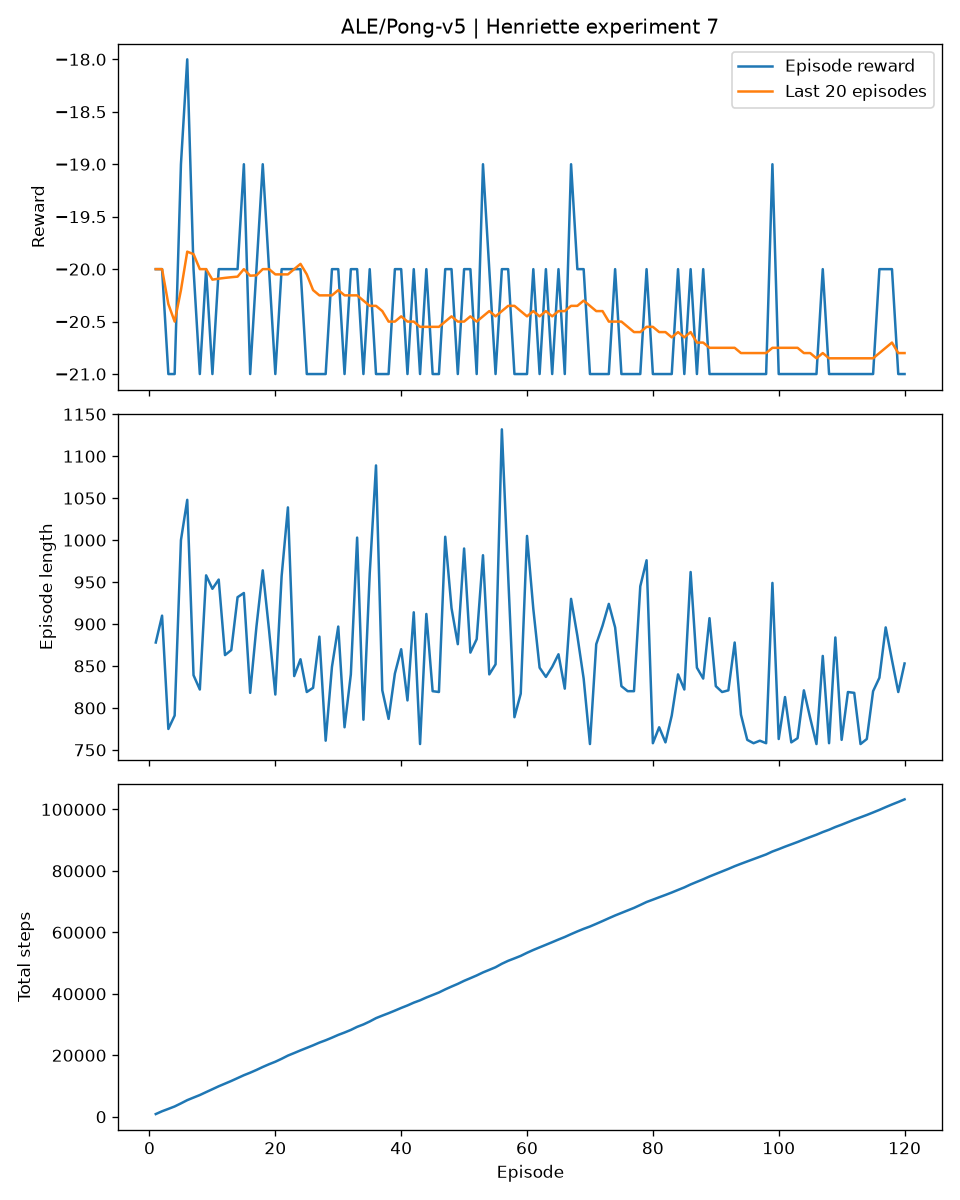 ALE/Pong-v5 | Henriette experiment 7
Episode reward
Last 20 episodes
Reward
−18.0
−18.5
−19.0
−19.5
−20.0
−20.5
−21.0
Episode length
1150
1100
1050
1000
950
900
850
800
750
Total steps
100000
80000
60000
40000
20000
0
0 20 40 60 80 100 120
Episode